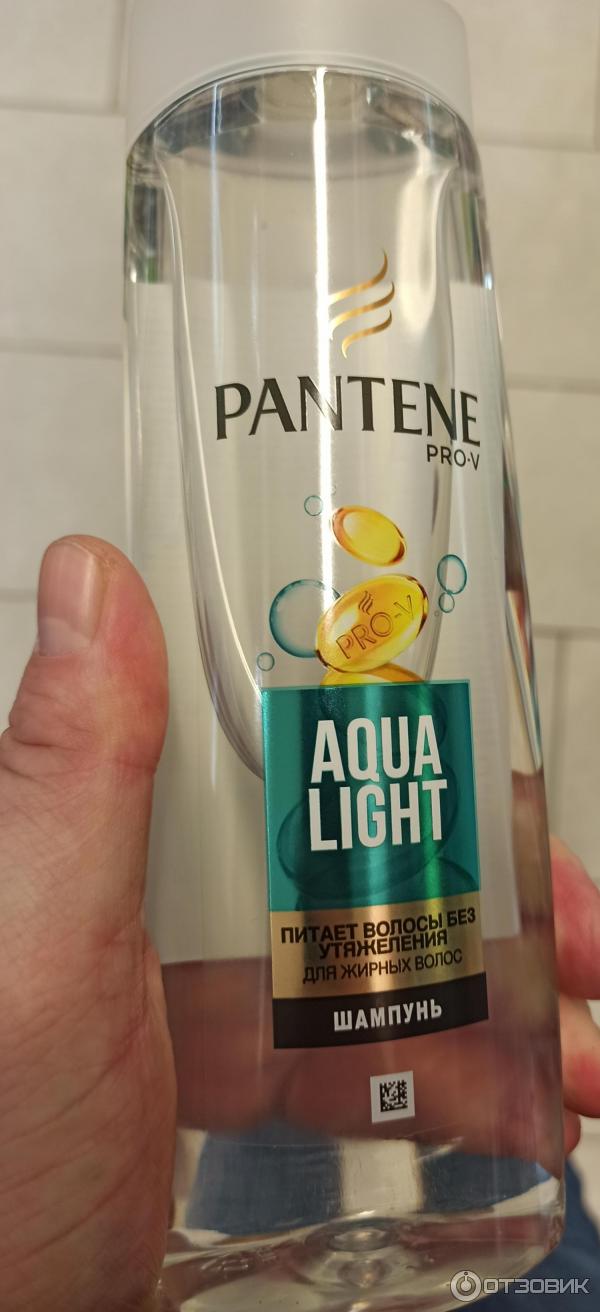 PANTENE
PRO-V
PRO-V
AQUA
LIGHT
ПИТАЕТ ВОЛОСЫ БЕЗ
УТЯЖЕЛЕНИЯ
ДЛЯ ЖИРНЫХ ВОЛОС
ШАМПУНЬ
ОТЗОВИК